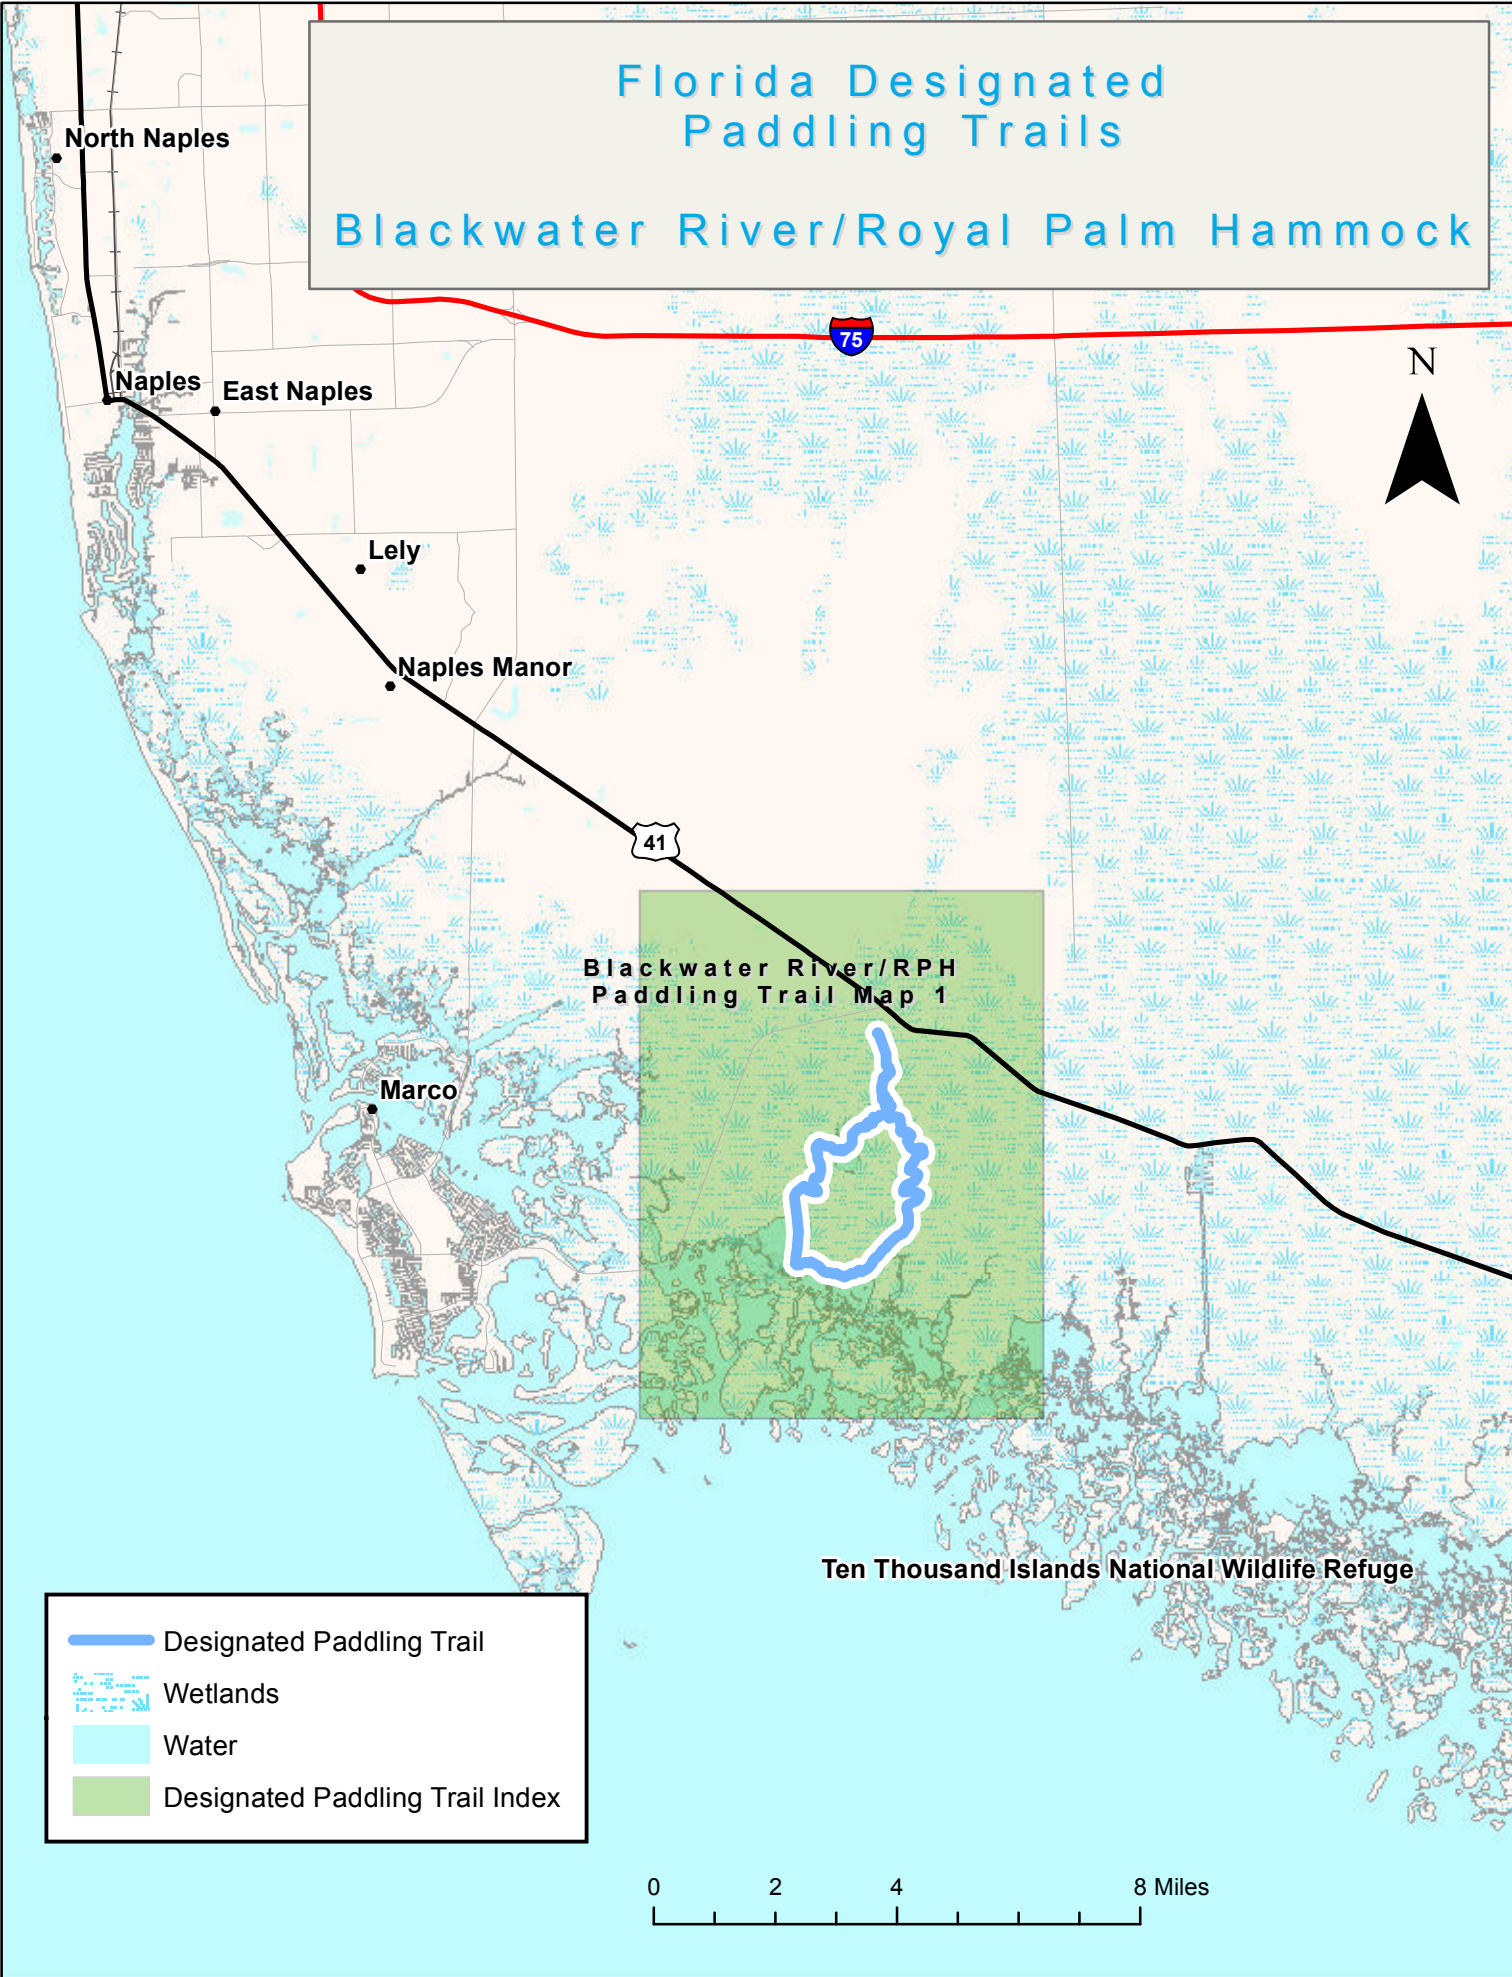 Florida Designated
Paddling Trails
Blackwater River/Royal Palm Hammock
North Naples
75
N
Naples
East Naples
Lely
Naples Manor
41
Blackwater River/RPH
Paddling Trail Map 1
Marco
Ten Thousand Islands National Wildlife Refuge
Designated Paddling Trail
Wetlands
Water
Designated Paddling Trail Index
0 2 4 8 Miles